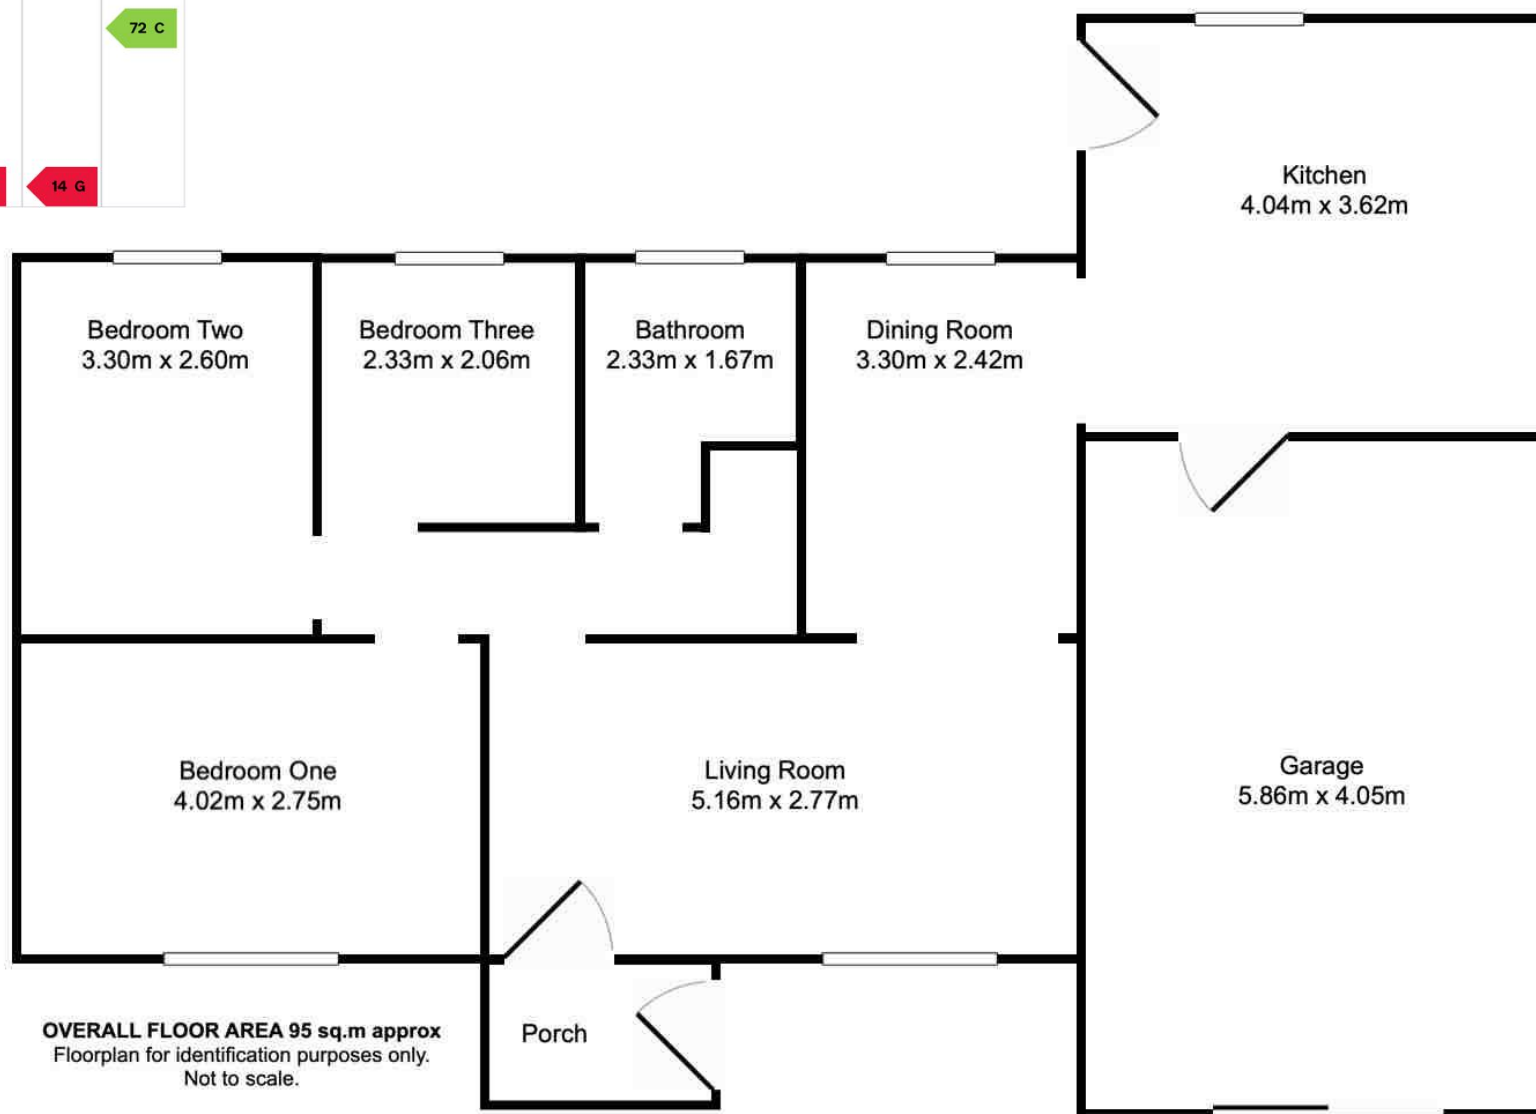 72 C
14 G
Kitchen
4.04m x 3.62m
Bedroom Two
3.30m x 2.60m
Bedroom Three
2.33m x 2.06m
Bathroom
2.33m x 1.67m
Dining Room
3.30m x 2.42m
Bedroom One
4.02m x 2.75m
Living Room
5.16m x 2.77m
Garage
5.86m x 4.05m
Porch
OVERALL FLOOR AREA 95 sq.m approx
Floorplan for identification purposes only.
Not to scale.